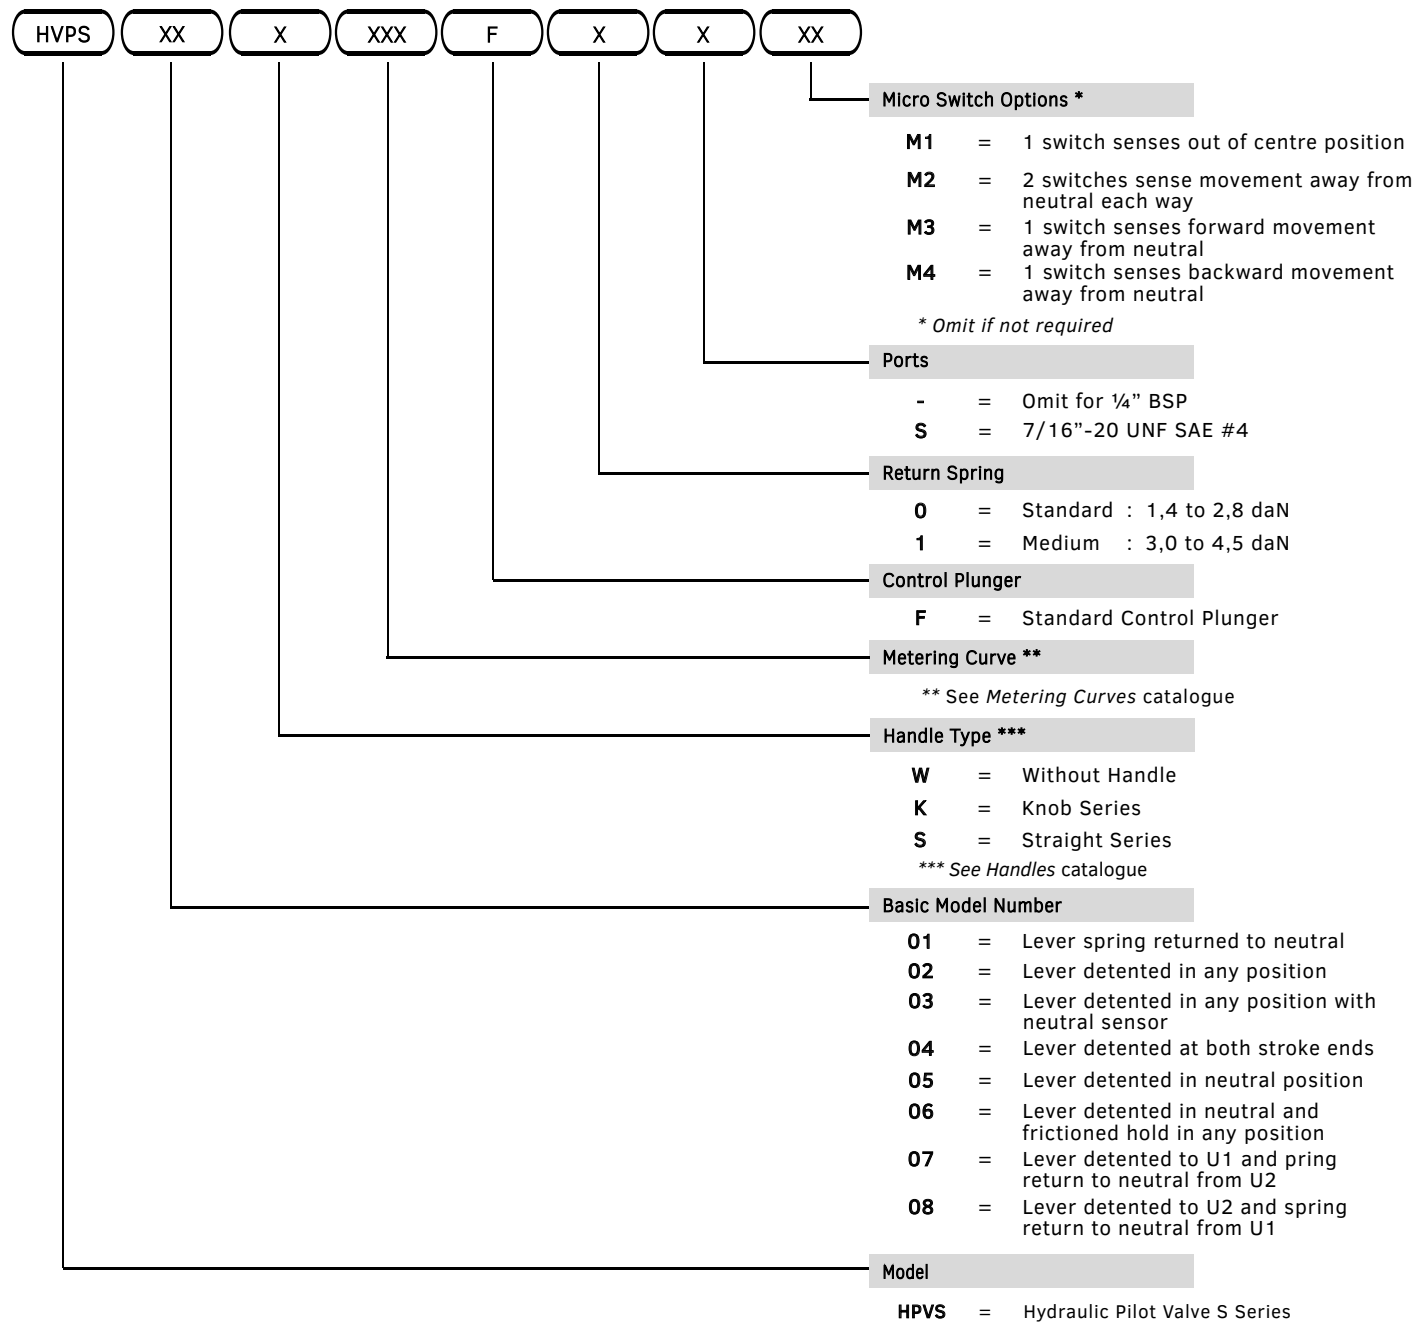 HVPS XX X XXX F X X XX
Micro Switch Options *
M1 = 1 switch senses out of centre position
M2 = 2 switches sense movement away from
neutral each way
M3 = 1 switch senses forward movement
away from neutral
M4 = 1 switch senses backward movement
away from neutral
* Omit if not required
Ports
- = Omit for ¼” BSP
S = 7/16”-20 UNF SAE #4
Return Spring
0 = Standard : 1,4 to 2,8 daN
1 = Medium : 3,0 to 4,5 daN
Control Plunger
F = Standard Control Plunger
Metering Curve **
** See Metering Curves catalogue
Handle Type ***
W = Without Handle
K = Knob Series
S = Straight Series
*** See Handles catalogue
Basic Model Number
01 = Lever spring returned to neutral
02 = Lever detented in any position
03 = Lever detented in any position with
neutral sensor
04 = Lever detented at both stroke ends
05 = Lever detented in neutral position
06 = Lever detented in neutral and
frictioned hold in any position
07 = Lever detented to U1 and pring
return to neutral from U2
08 = Lever detented to U2 and spring
return to neutral from U1
Model
HPVS = Hydraulic Pilot Valve S Series